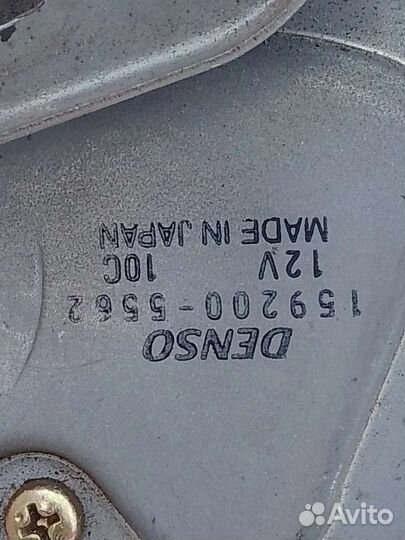 DENSO
159200-5562
12V 10C
MADE IN JAPAN
Avito